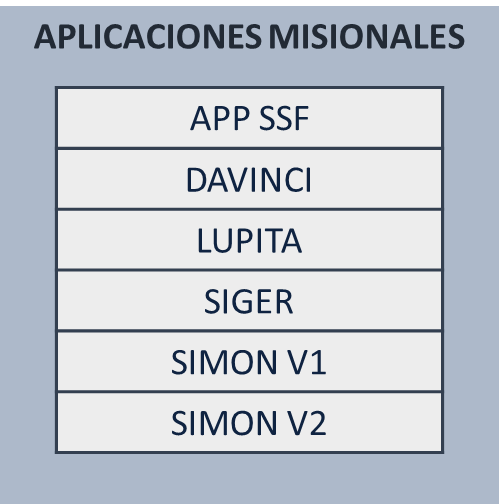 APLICACIONES MISIONALES
APP SSF
DAVINCI
LUPITA
SIGER
SIMON V1
SIMON V2